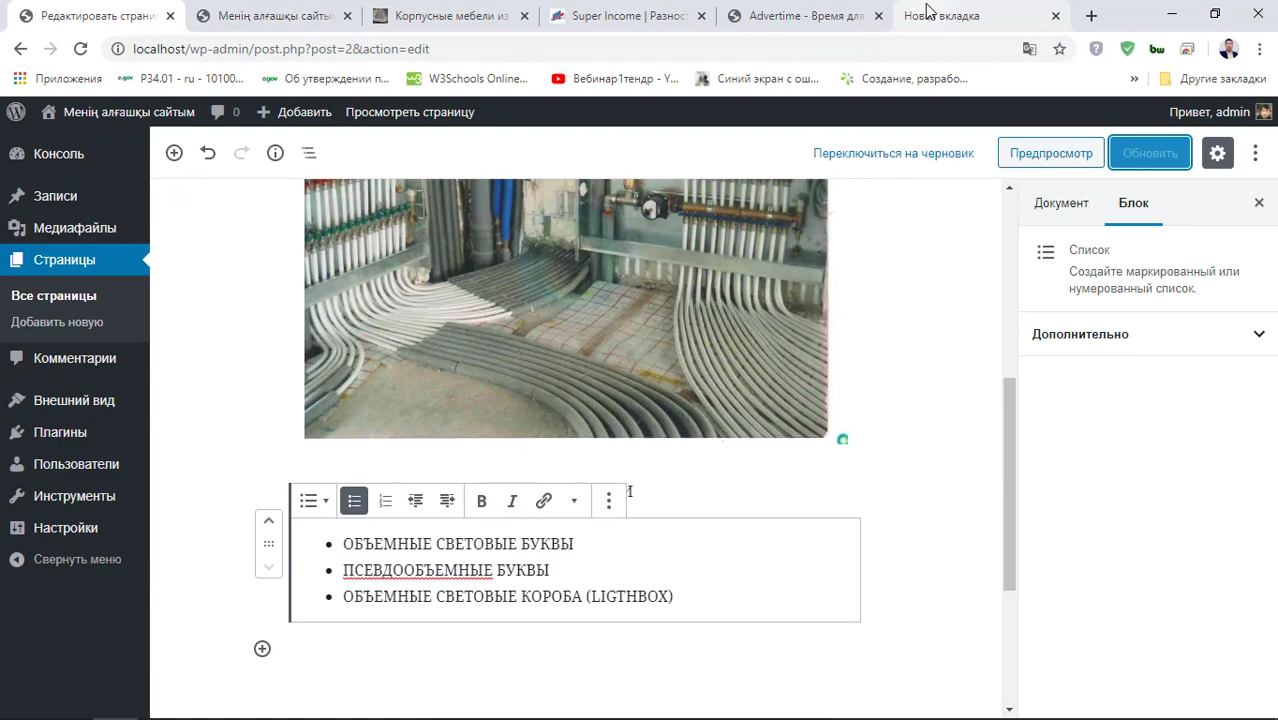 Редактировать страни
Менің алғашқы сайтым
Корпусные мебели из
Super Income | Разност
Advertime - Время для
Новая вкладка
localhost/wp-admin/post.php?post=2&action=edit
Приложения
P34.01 - ru - 10100...
Об утверждении п...
W3Schools Online...
Вебинар1тендр - Y...
Синий экран с ош...
Создание, разрабо...
»
Другие закладки
Менің алғашқы сайтым
0
Добавить
Просмотреть страницу
Привет, admin
Консоль
Записи
Медиафайлы
Страницы
Все страницы
Добавить новую
Комментарии
Внешний вид
Плагины
Пользователи
Инструменты
Настройки
Свернуть меню
Переключиться на черновик
Предпросмотр
Обновить
Документ
Блок
Список
Создайте маркированный или
нумерованный список.
Дополнительно
B I
• ОБЪЕМНЫЕ СВЕТОВЫЕ БУКВЫ
• ПСЕВДООБЪЕМНЫЕ БУКВЫ
• ОБЪЕМНЫЕ СВЕТОВЫЕ КОРОБА (LIGTHBOX)